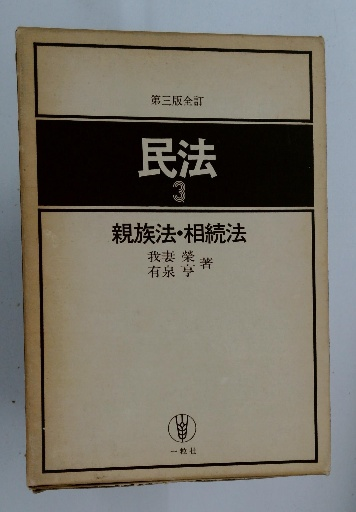 第三版全訂
民法
3
親族法・相続法
我妻 榮
有泉 亨 著
一粒社